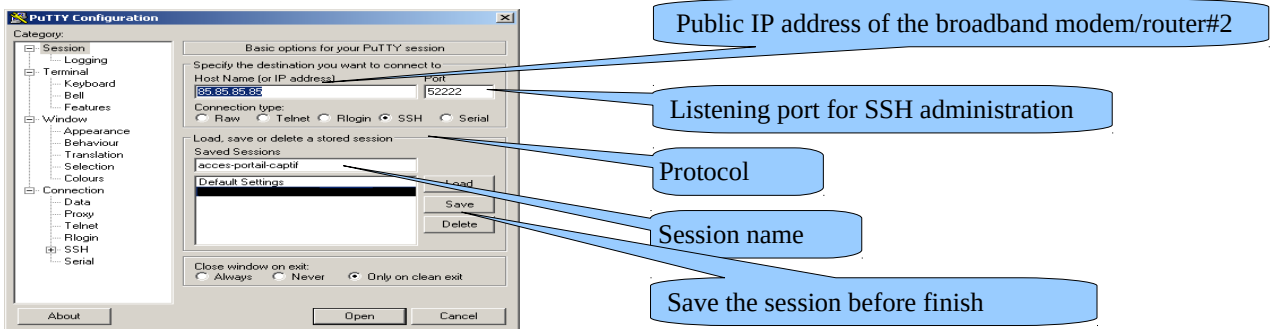 PuTTY Configuration
Category:
Session
Logging
Terminal
Keyboard
Bell
Features
Window
Appearance
Behaviour
Translation
Selection
Colours
Connection
Data
Proxy
Telnet
Rlogin
SSH
Serial
Basic options for your PuTTY session
Specify the destination you want to connect to
Host Name (or IP address) Port
85.85.85.85 52222
Connection type:
Raw Telnet Rlogin SSH Serial
Load, save or delete a stored session
Saved Sessions
acces-portail-captif
Default Settings
Load
Save
Delete
Close window on exit:
Always Never Only on clean exit
About Open Cancel
Public IP address of the broadband modem/router#2
Listening port for SSH administration
Protocol
Session name
Save the session before finish